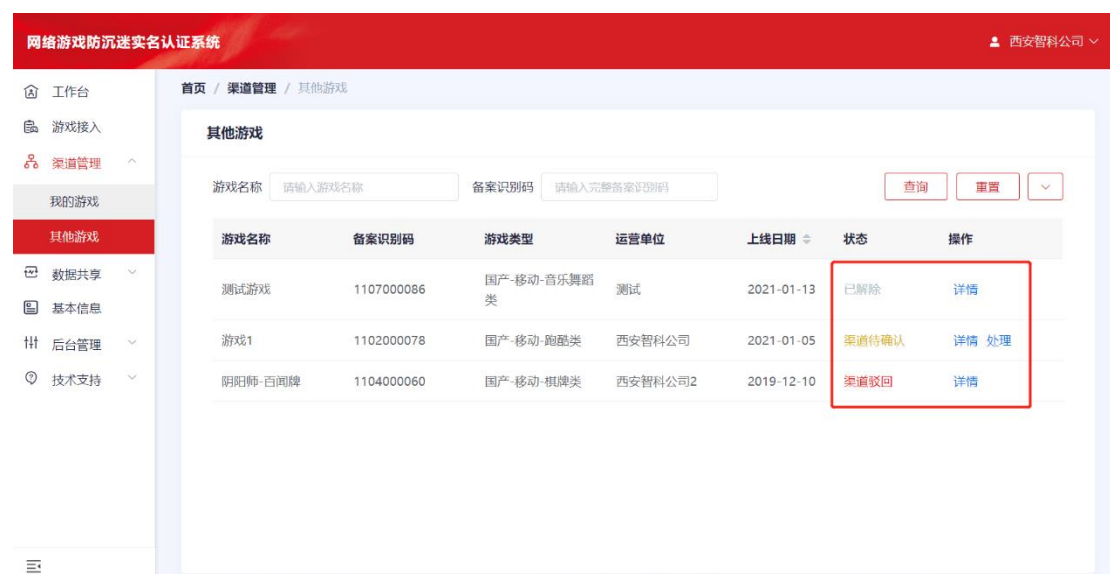 网络游戏防沉迷实名认证系统
西安智科公司
工作台
游戏接入
渠道管理
我的游戏
其他游戏
数据共享
基本信息
后台管理
技术支持
首页 / 渠道管理 / 其他游戏
其他游戏
游戏名称 请输入游戏名称 备案识别码 请输入完整备案识别码 查询 重置
游戏名称 备案识别码 游戏类型 运营单位 上线日期 状态 操作
测试游戏 1107000086 国产-移动-音乐舞蹈类 测试 2021-01-13 已解除 详情
游戏1 1102000078 国产-移动-跑酷类 西安智科公司 2021-01-05 渠道待确认 详情 处理
阴阳师-百闻牌 1104000060 国产-移动-棋牌类 西安智科公司2 2019-12-10 渠道驳回 详情